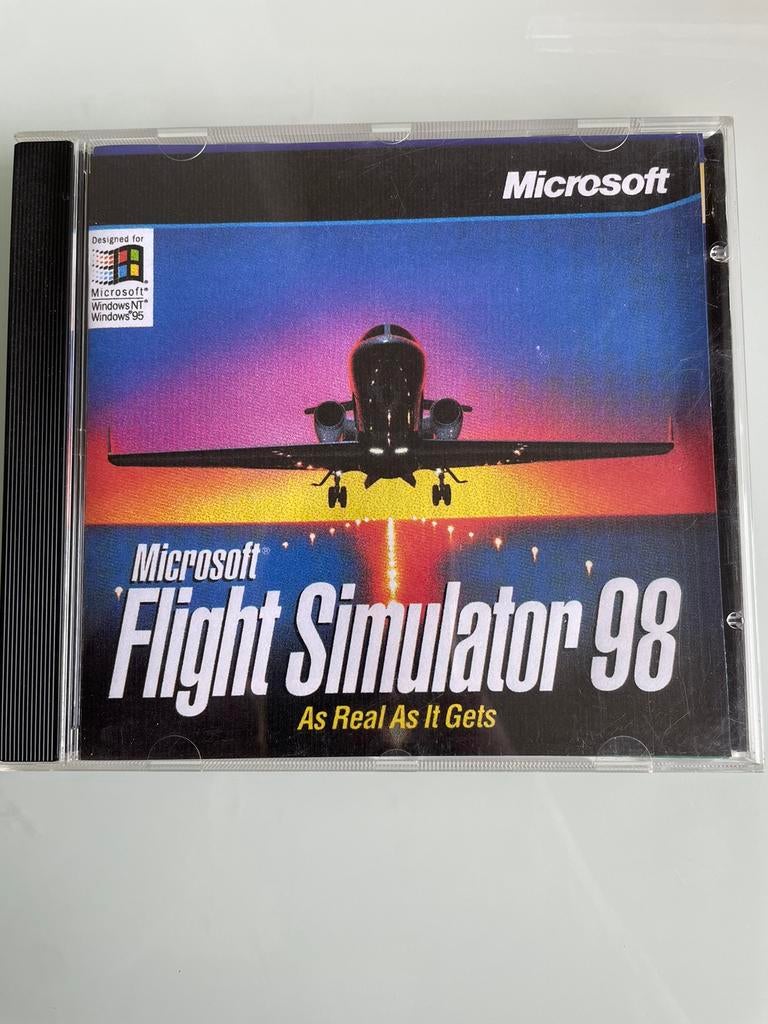 Microsoft
Designed for
Microsoft®
Windows NT®
Windows®95
Microsoft®
Flight Simulator 98
As Real As It Gets